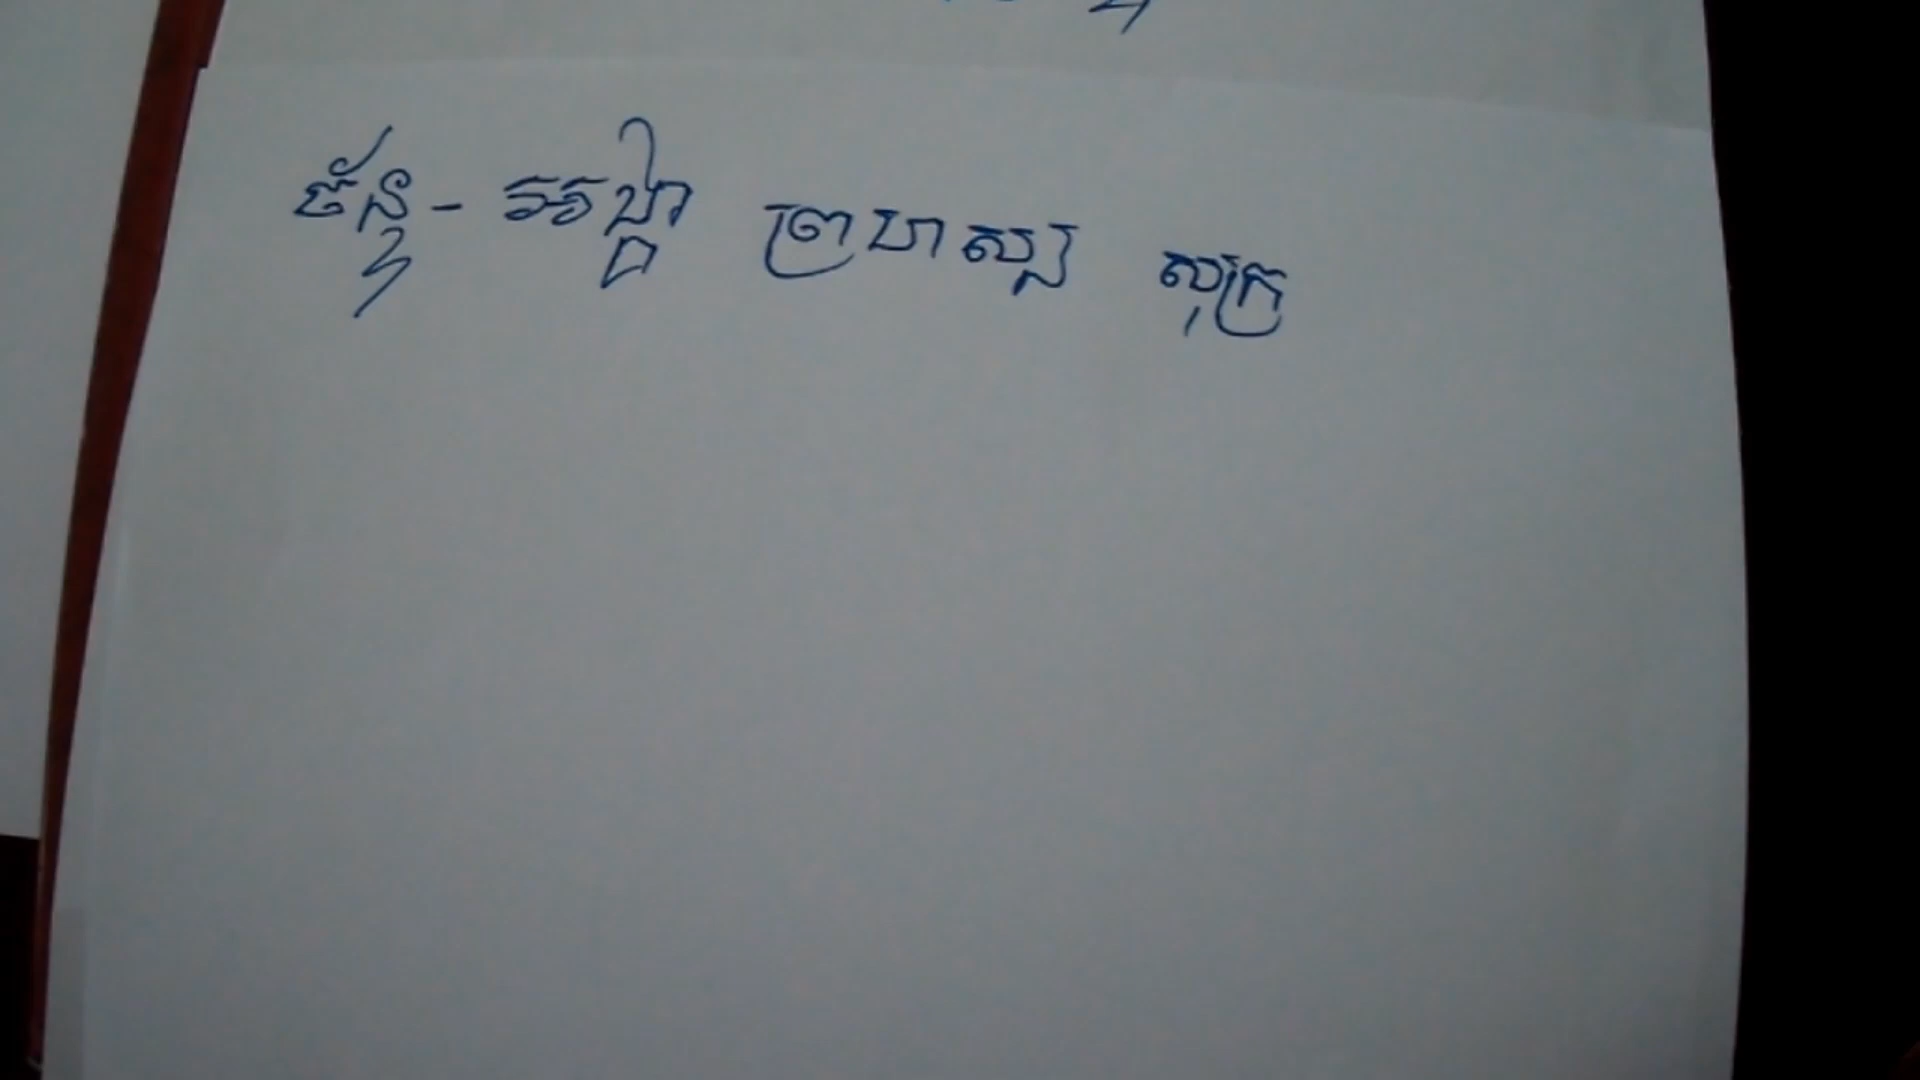 ច័ន្ទ - អង្គារ ព្រហស្ប សុក្រ